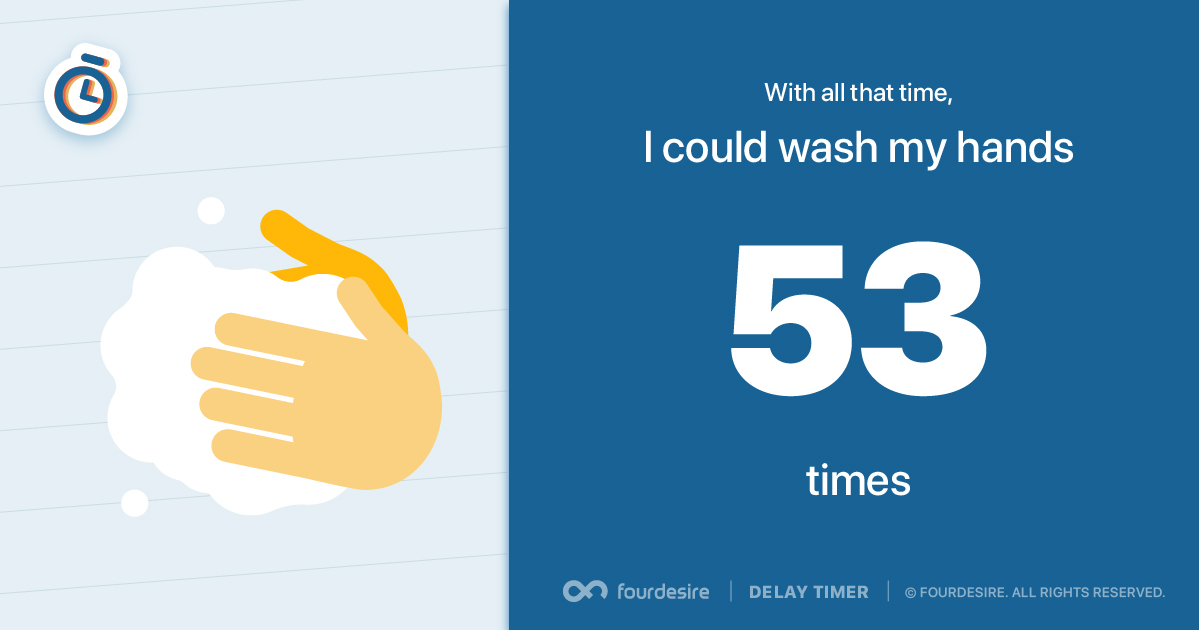 With all that time,
I could wash my hands
53
times
fourdesire | DELAY TIMER | © FOURDESIRE. ALL RIGHTS RESERVED.